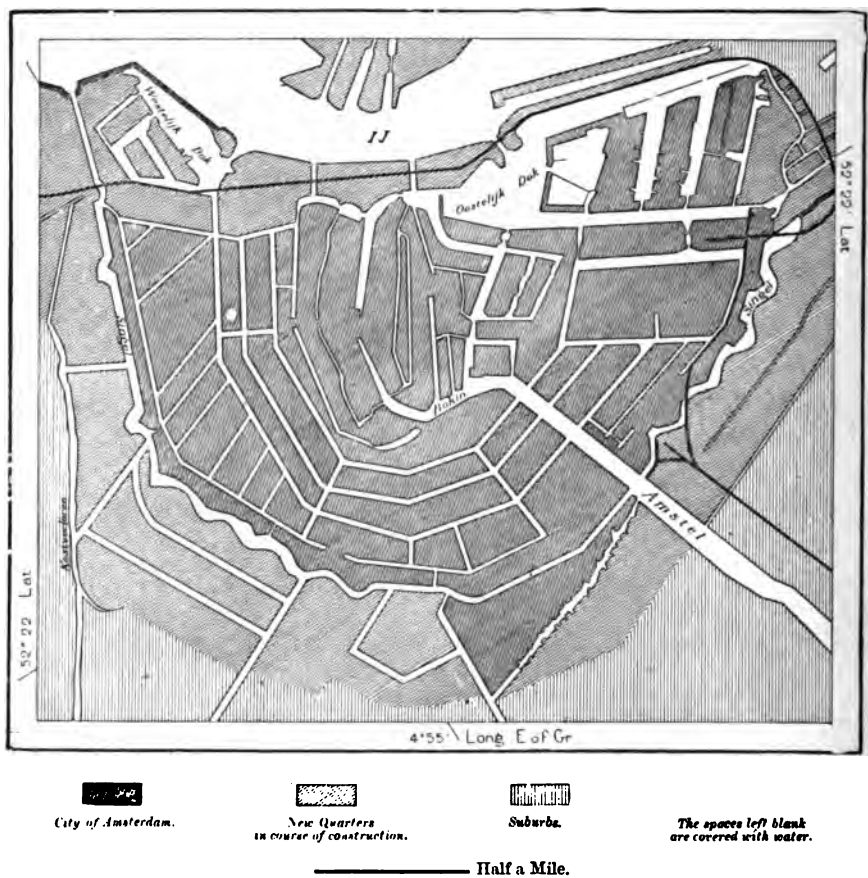 Westelijk Dok
IJ
Oostelijk Dok
52° 22' Lat
Singel
Singel
Rokin
Amstel
Kostverloren
52° 22 Lat
4°55' Long. E of Gr
City of Amsterdam.
New Quarters
in course of construction.
Suburbs.
The spaces left blank
are covered with water.
Half a Mile.